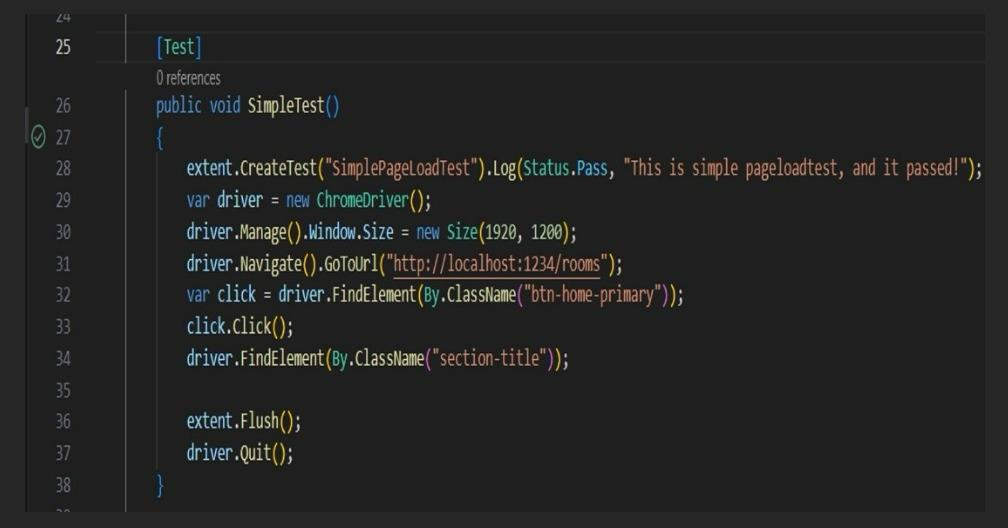 24
25 [Test]
0 references
26 public void SimpleTest()
27 {
28 extent.CreateTest("SimplePageLoadTest").Log(Status.Pass, "This is simple pageloadtest, and it passed!");
29 var driver = new ChromeDriver();
30 driver.Manage().Window.Size = new Size(1920, 1200);
31 driver.Navigate().GoToUrl("http://localhost:1234/rooms");
32 var click = driver.FindElement(By.ClassName("btn-home-primary"));
33 click.Click();
34 driver.FindElement(By.ClassName("section-title"));
35
36 extent.Flush();
37 driver.Quit();
38 }